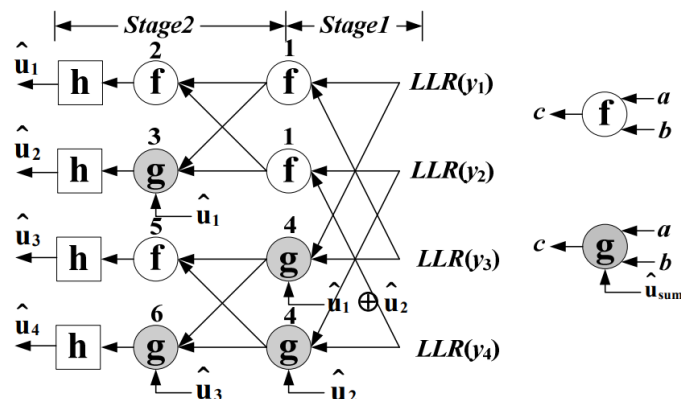 Stage2 Stage1
2 1
û₁ h f f LLR(y₁) c f a
b
3 1
û₂ h g f LLR(y₂)
û₁
5 4
û₃ h f g LLR(y₃) c g a
b
û₁ ⊕ û₂ ûsum
6 4
û₄ h g g LLR(y₄)
û₃ û₂